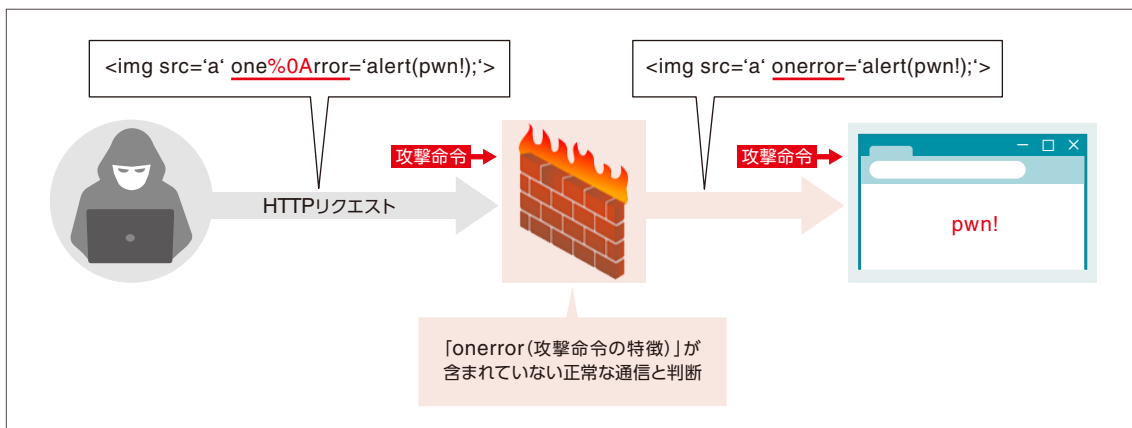 <img src=‘a‘ one%0Arror=‘alert(pwn!);‘>
<img src=‘a‘ onerror=‘alert(pwn!);‘>
攻撃命令
攻撃命令
HTTPリクエスト
pwn!
「onerror(攻撃命令の特徴)」が
含まれていない正常な通信と判断